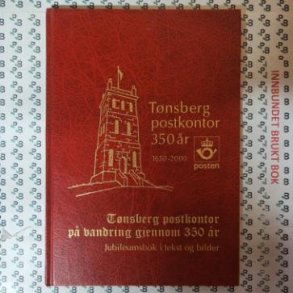 Tønsberg
postkontor
350 år
1650-2000
posten
Tønsberg postkontor
på vandring gjennom 350 år
Jubileumsbok i tekst og bilder
INNBUNDET BRUKT BOK